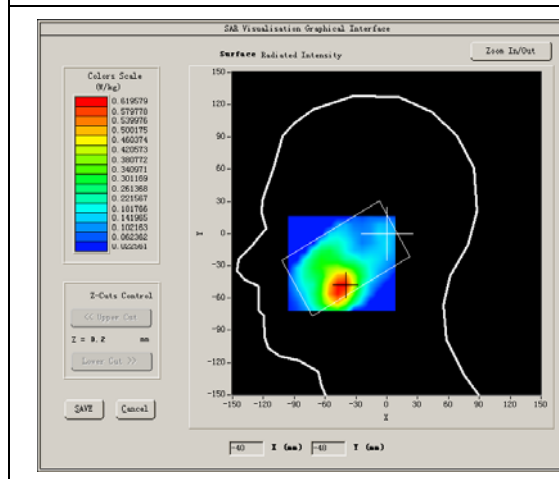 SAR Visualisation Graphical Interface
Surface Radiated Intensity
Zoom In/Out
Colors Scale
(W/kg)
0.619579
0.579778
0.539976
0.500175
0.460374
0.420573
0.380772
0.340971
0.301169
0.261368
0.221567
0.181766
0.141965
0.102163
0.062362
0.022561
Z-Cuts Control
<< Upper Cut
Z = 0.2 mm
Lower Cut >>
SAVE Cancel
150
120
90
60
30
0
-30
-60
-90
-120
-150
Y
-150 -120 -90 -60 -30 0 30 60 90 120 150
X
-40 X (mm) -40 Y (mm)